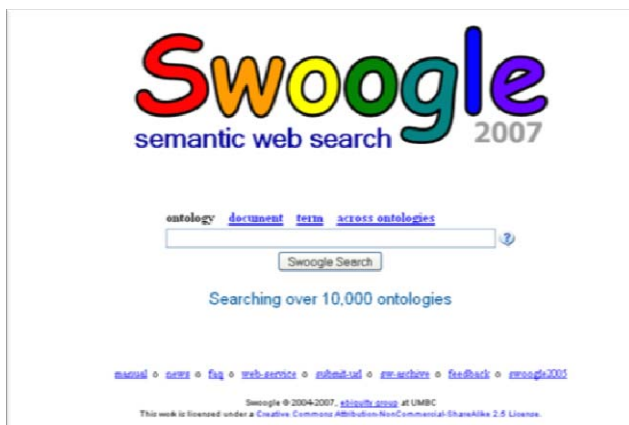 Swoogle
semantic web search 2007
ontology document term across ontologies
Swoogle Search
Searching over 10,000 ontologies
manual o news o faq o web-service o submit-url o sw-archive o feedback o swoogle2005
Swoogle © 2004-2007, ebiquity group at UMBC
This work is licensed under a Creative Commons Attribution-NonCommercial-ShareAlike 2.5 License.